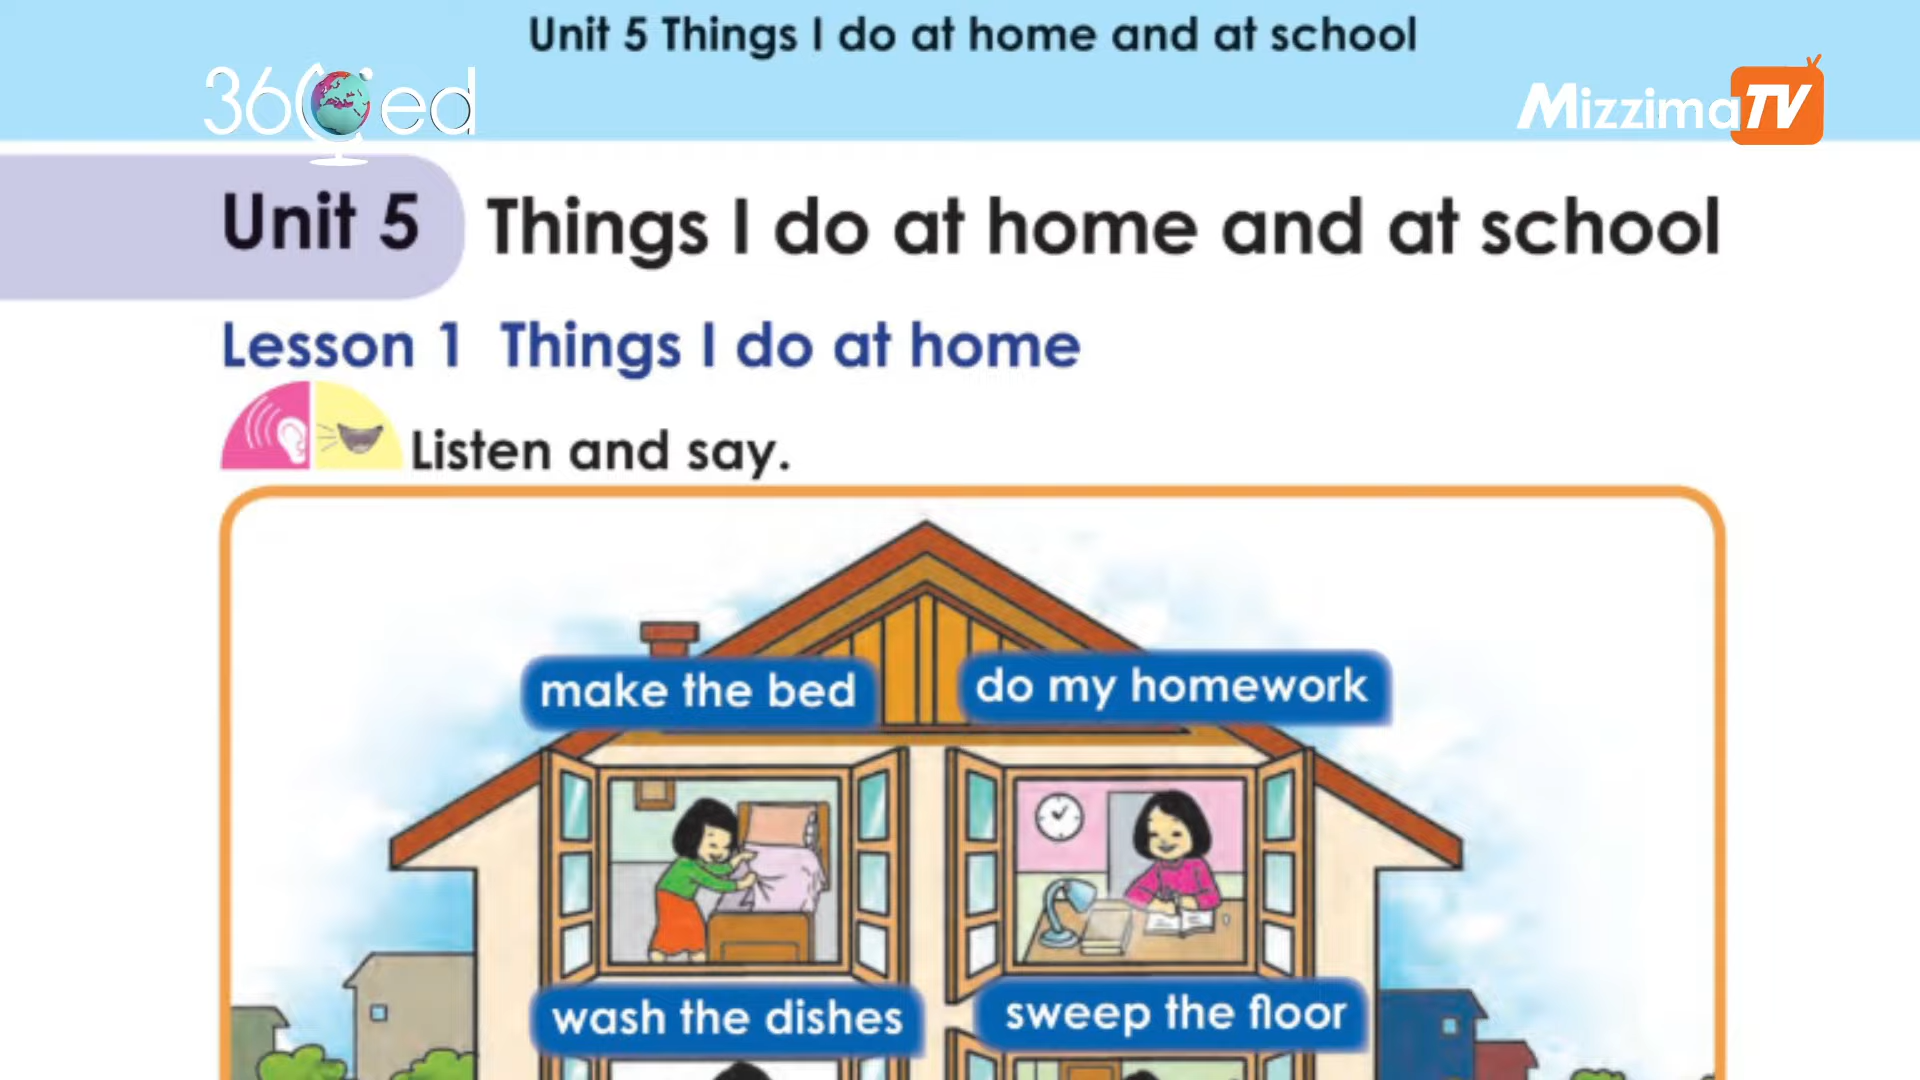 Unit 5 Things I do at home and at school
360ed
MizzimaTV
Unit 5 Things I do at home and at school
Lesson 1 Things I do at home
Listen and say.
make the bed
do my homework
wash the dishes
sweep the floor